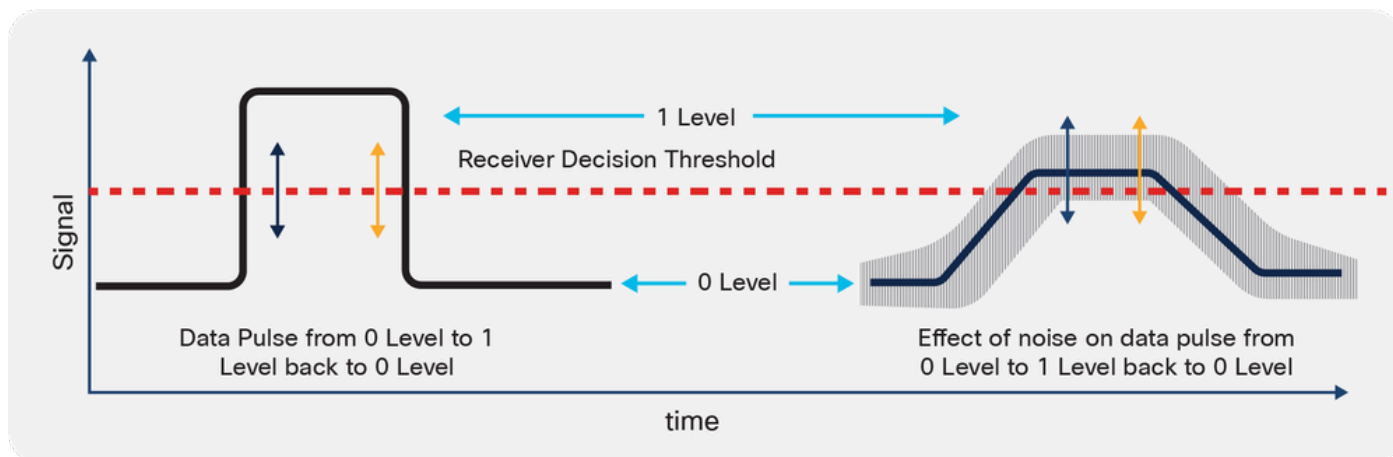 1 Level
Receiver Decision Threshold
Signal
0 Level
Data Pulse from 0 Level to 1
Level back to 0 Level
Effect of noise on data pulse from
0 Level to 1 Level back to 0 Level
time